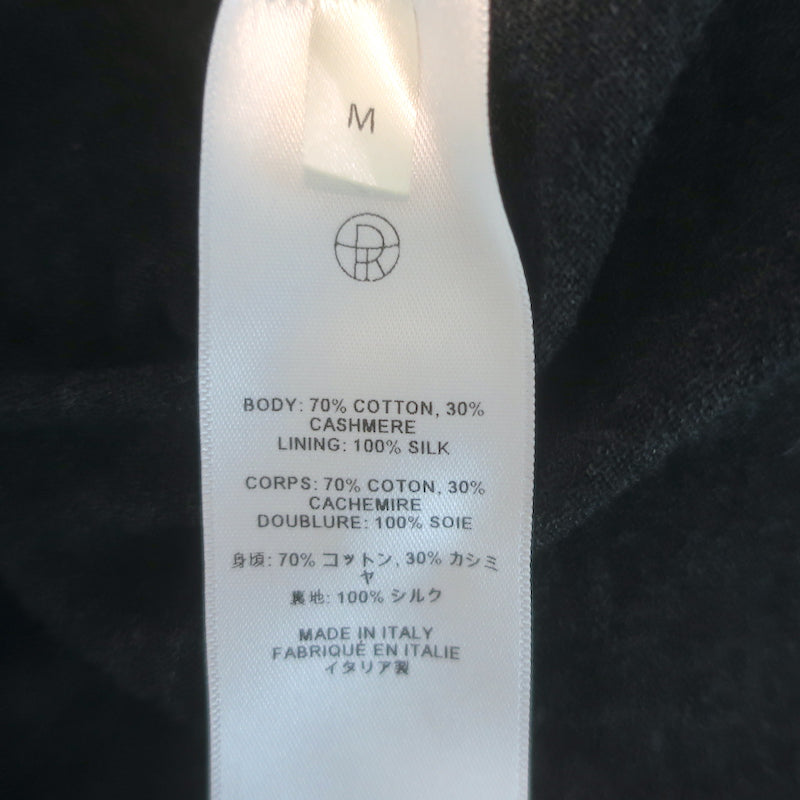 M
BODY: 70% COTTON, 30%
CASHMERE
LINING: 100% SILK
CORPS: 70% COTON, 30%
CACHEMIRE
DOUBLURE: 100% SOIE
身頃: 70% コットン, 30% カシミ
ヤ
裏地: 100% シルク
MADE IN ITALY
FABRIQUÉ EN ITALIE
イタリア製